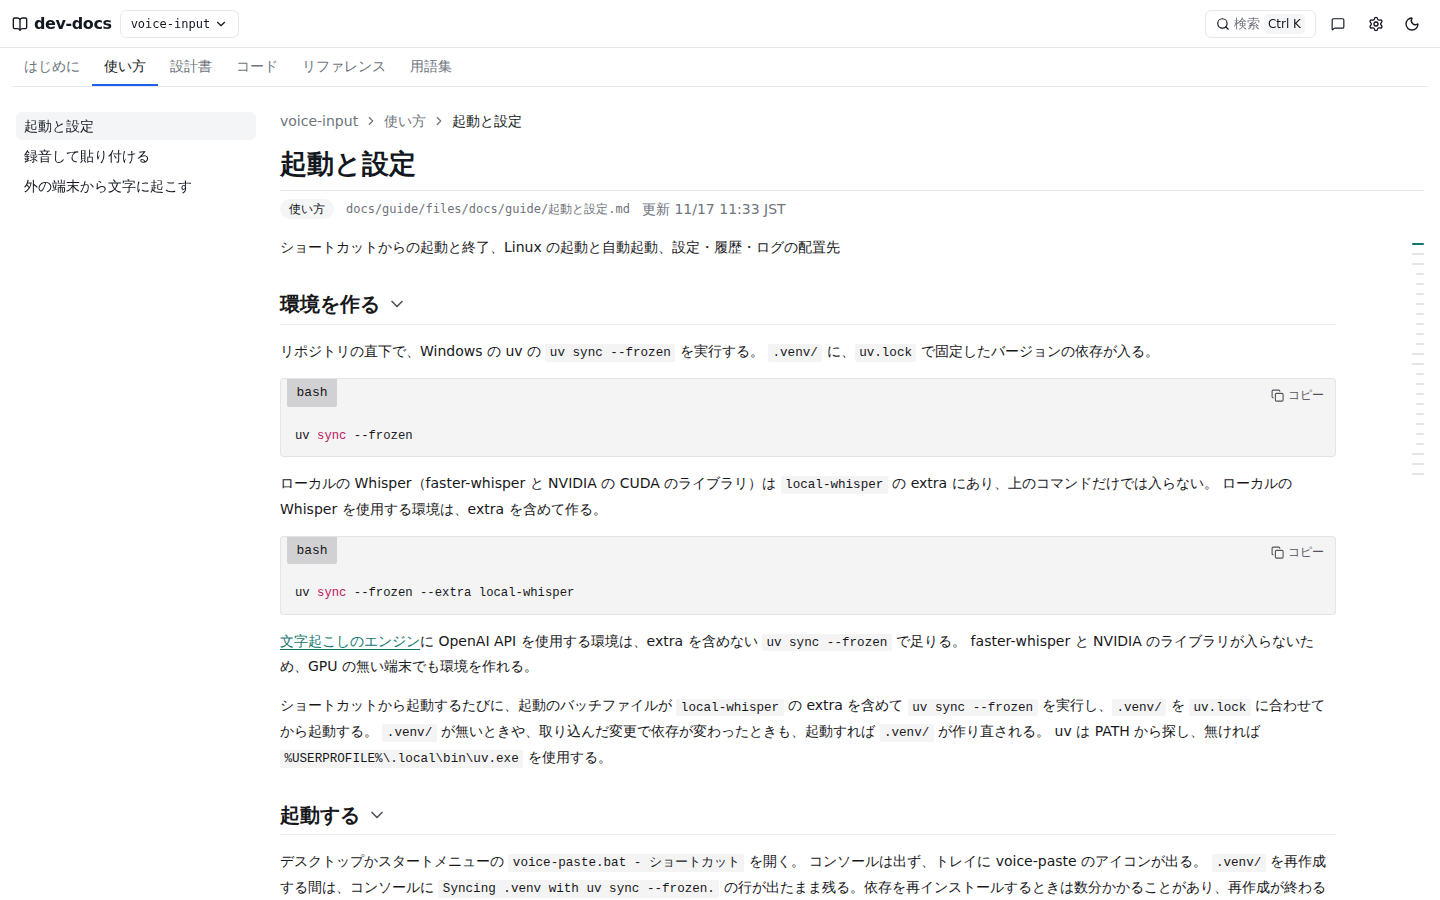 dev-docs voice-input 検索 Ctrl K
はじめに 使い方 設計書 コード リファレンス 用語集
起動と設定
録音して貼り付ける
外の端末から文字に起こす
voice-input > 使い方 > 起動と設定
起動と設定
使い方 docs/guide/files/docs/guide/起動と設定.md 更新 11/17 11:33 JST
ショートカットからの起動と終了、Linux の起動と自動起動、設定・履歴・ログの配置先
環境を作る
リポジトリの直下で、Windows の uv の uv sync --frozen を実行する。 .venv/ に、uv.lock で固定したバージョンの依存が入る。
bash
コピー
uv sync --frozen
ローカルの Whisper（faster-whisper と NVIDIA の CUDA のライブラリ）は local-whisper の extra にあり、上のコマンドだけでは入らない。 ローカルの
Whisper を使用する環境は、extra を含めて作る。
bash
コピー
uv sync --frozen --extra local-whisper
文字起こしのエンジンに OpenAI API を使用する環境は、extra を含めない uv sync --frozen で足りる。 faster-whisper と NVIDIA のライブラリが入らないた
め、GPU の無い端末でも環境を作れる。
ショートカットから起動するたびに、起動のバッチファイルが local-whisper の extra を含めて uv sync --frozen を実行し、.venv/ を uv.lock に合わせて
から起動する。 .venv/ が無いときや、取り込んだ変更で依存が変わったときも、起動すれば .venv/ が作り直される。 uv は PATH から探し、無ければ
%USERPROFILE%\.local\bin\uv.exe を使用する。
起動する
デスクトップかスタートメニューの voice-paste.bat - ショートカット を開く。 コンソールは出ず、トレイに voice-paste のアイコンが出る。 .venv/ を再作成
する間は、コンソールに Syncing .venv with uv sync --frozen. の行が出たまま残る。依存を再インストールするときは数分かかることがあり、再作成が終わる